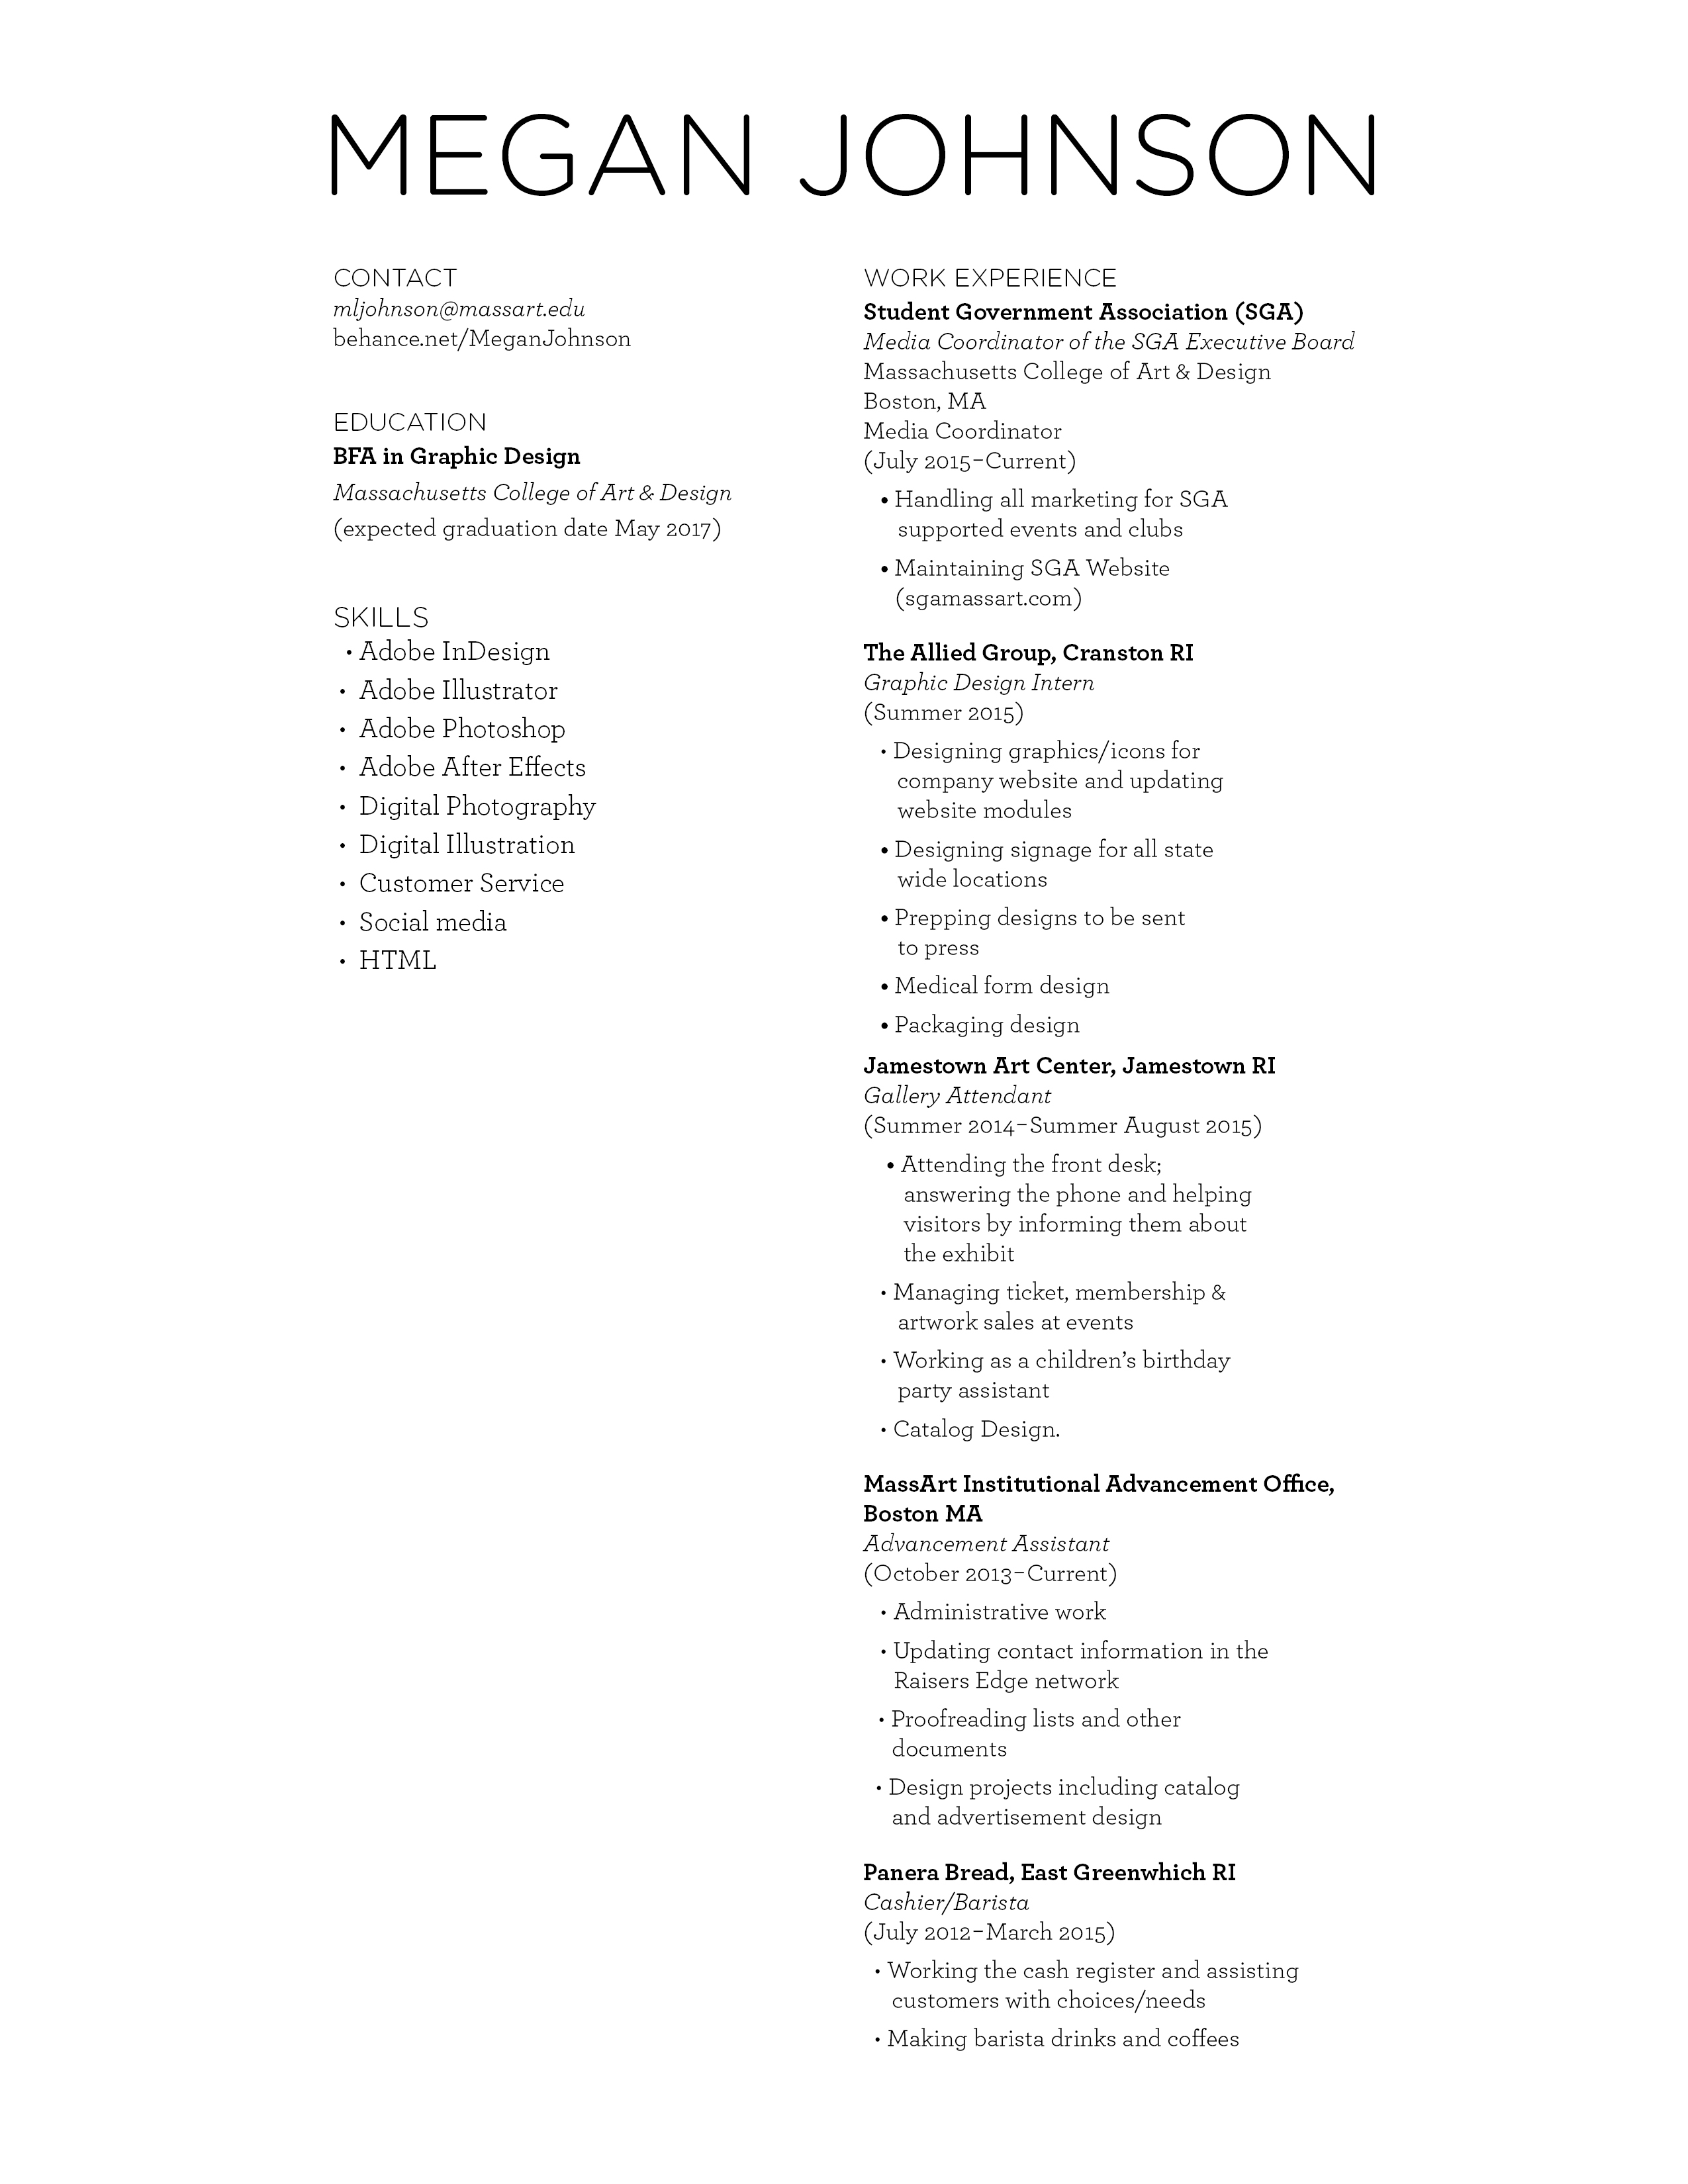 MEGAN JOHNSON
CONTACT
mljohnson@massart.edu
behance.net/MeganJohnson
EDUCATION
BFA in Graphic Design
Massachusetts College of Art & Design
(expected graduation date May 2017)
SKILLS
• Adobe InDesign
• Adobe Illustrator
• Adobe Photoshop
• Adobe After Effects
• Digital Photography
• Digital Illustration
• Customer Service
• Social media
• HTML
WORK EXPERIENCE
Student Government Association (SGA)
Media Coordinator of the SGA Executive Board
Massachusetts College of Art & Design
Boston, MA
Media Coordinator
(July 2015–Current)
• Handling all marketing for SGA
supported events and clubs
• Maintaining SGA Website
(sgamassart.com)
The Allied Group, Cranston RI
Graphic Design Intern
(Summer 2015)
• Designing graphics/icons for
company website and updating
website modules
• Designing signage for all state
wide locations
• Prepping designs to be sent
to press
• Medical form design
• Packaging design
Jamestown Art Center, Jamestown RI
Gallery Attendant
(Summer 2014–Summer August 2015)
• Attending the front desk;
answering the phone and helping
visitors by informing them about
the exhibit
• Managing ticket, membership &
artwork sales at events
• Working as a children’s birthday
party assistant
• Catalog Design.
MassArt Institutional Advancement Office,
Boston MA
Advancement Assistant
(October 2013–Current)
• Administrative work
• Updating contact information in the
Raisers Edge network
• Proofreading lists and other
documents
• Design projects including catalog
and advertisement design
Panera Bread, East Greenwhich RI
Cashier/Barista
(July 2012–March 2015)
• Working the cash register and assisting
customers with choices/needs
• Making barista drinks and coffees